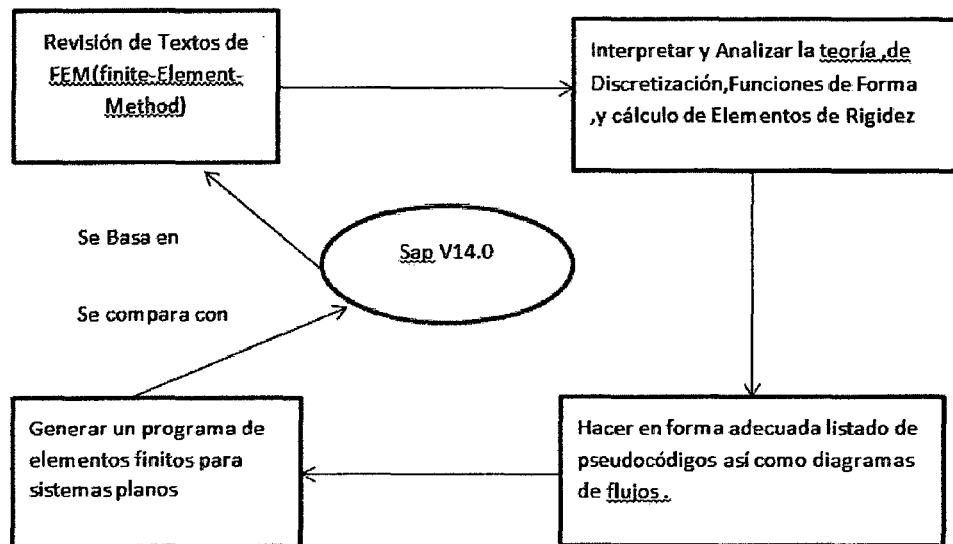 Revisión de Textos de
FEM(finite-Element-
Method)
Interpretar y Analizar la teoría ,de
Discretización,Funciones de Forma
,y cálculo de Elementos de Rigidez
Se Basa en
Sap V14.0
Se compara con
Generar un programa de
elementos finitos para
sistemas planos
Hacer en forma adecuada listado de
pseudocódigos así como diagramas
de flujos .